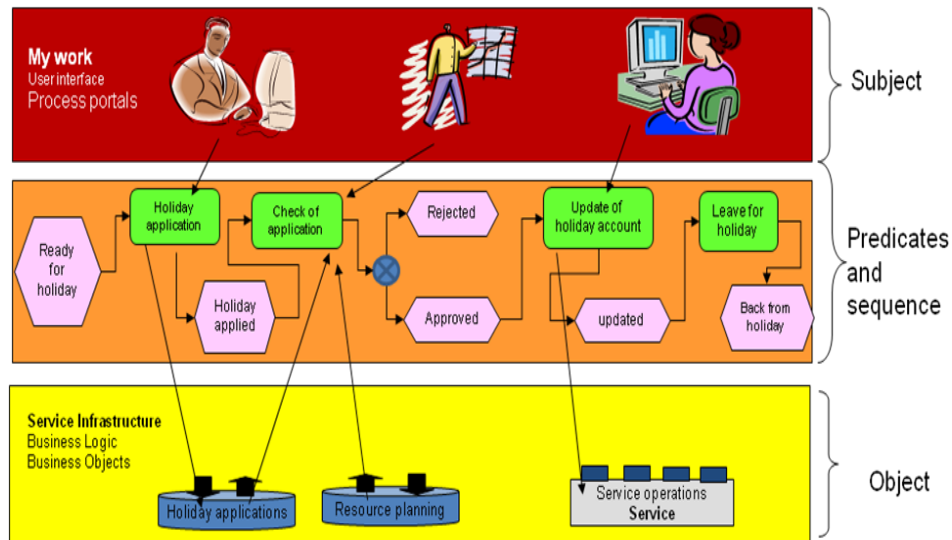 My work
User interface
Process portals
Subject
Holiday
application
Check of
application
Rejected
Update of
holiday account
Leave for
holiday
Ready
for
holiday
Holiday
applied
Approved
updated
Back from
holiday
Predicates
and
sequence
Service Infrastructure
Business Logic
Business Objects
Holiday applications
Resource planning
Service operations
Service
Object